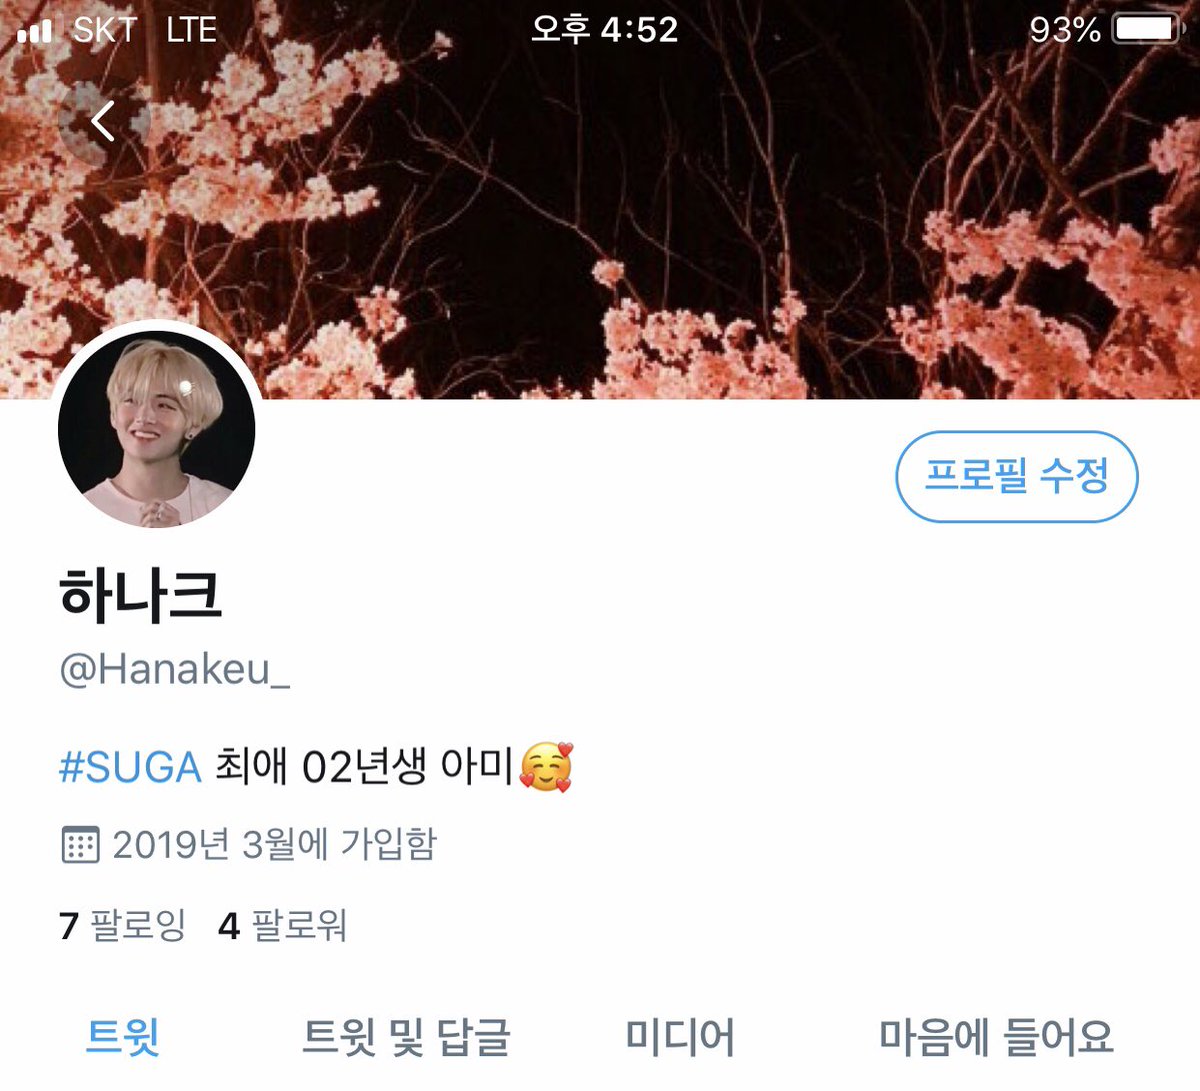 SKT LTE 오후 4:52 93%
프로필 수정
하나크
@Hanakeu_
#SUGA 최애 02년생 아미🥰
2019년 3월에 가입함
7 팔로잉 4 팔로워
트윗 트윗 및 답글 미디어 마음에 들어요